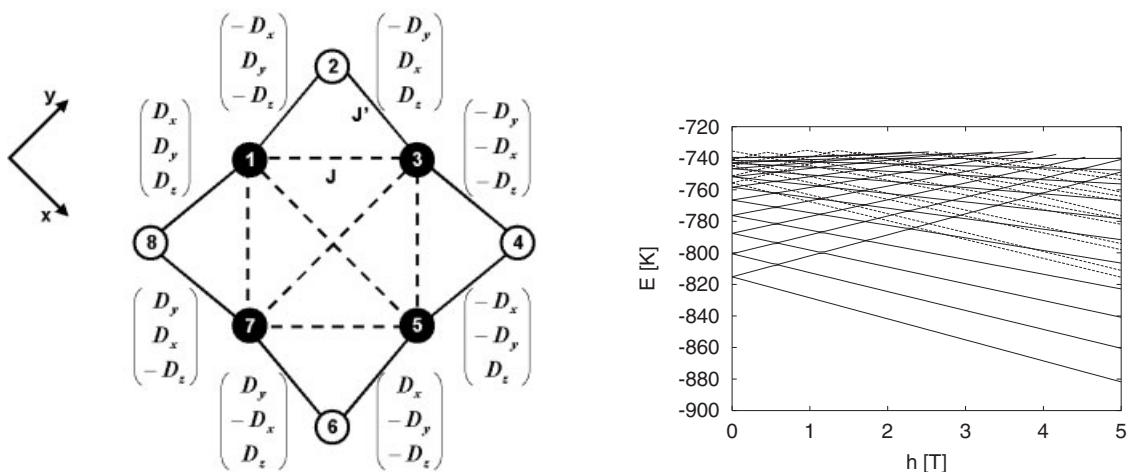 y
x
( − D_x
D_y
− D_z )
( − D_y
D_x
D_z )
( D_x
D_y
D_z )
( − D_y
− D_x
− D_z )
2
J'
1
3
J
8
4
7
5
6
( D_y
D_x
− D_z )
( − D_x
− D_y
D_z )
( D_y
− D_x
D_z )
( D_x
− D_y
− D_z )
E [K]
-720
-740
-760
-780
-800
-820
-840
-860
-880
-900
0 1 2 3 4 5
h [T]